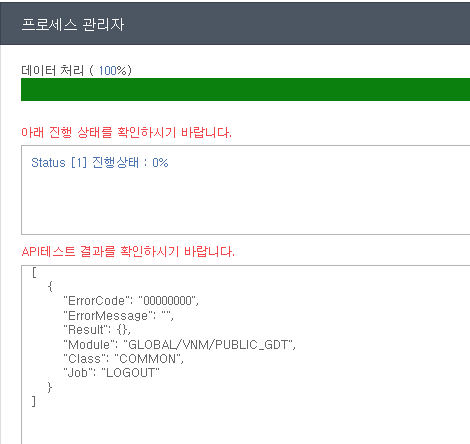 프로세스 관리자
데이터 처리 ( 100%)
아래 진행 상태를 확인하시기 바랍니다.
Status [1] 진행상태 : 0%
API테스트 결과를 확인하시기 바랍니다.
[
{
"ErrorCode": "00000000",
"ErrorMessage": "",
"Result": {},
"Module": "GLOBAL/VNM/PUBLIC_GDT",
"Class": "COMMON",
"Job": "LOGOUT"
}
]